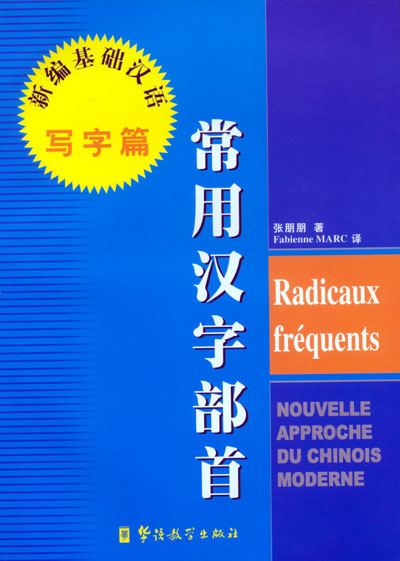 新编基础汉语
写字篇
常用汉字部首
张朋朋 著
Fabienne MARC 译
Radicaux
fréquents
NOUVELLE
APPROCHE
DU CHINOIS
MODERNE
华语教学出版社